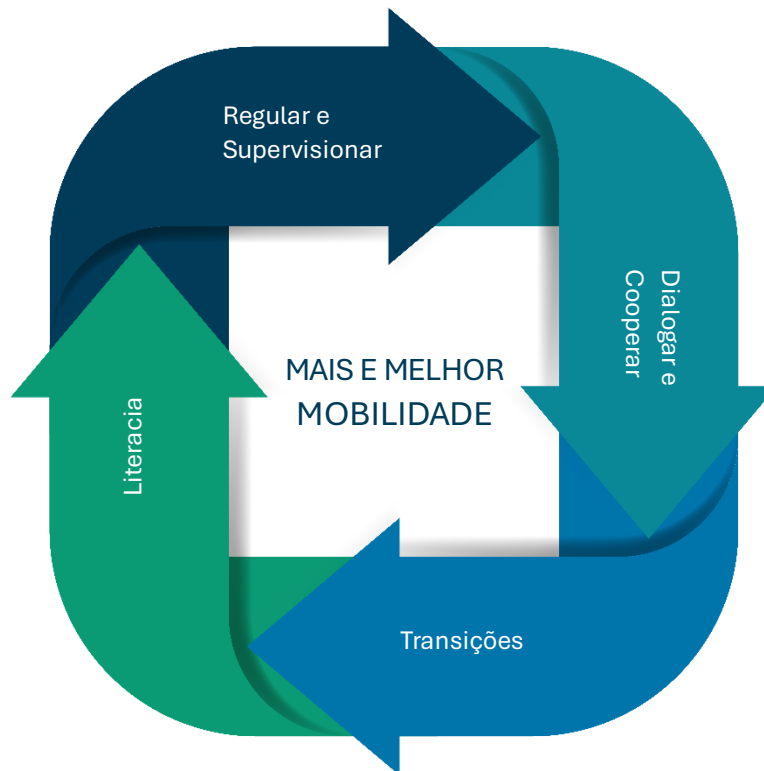 Regular e
Supervisionar
Dialogar e
Cooperar
MAIS E MELHOR
MOBILIDADE
Literacia
Transições